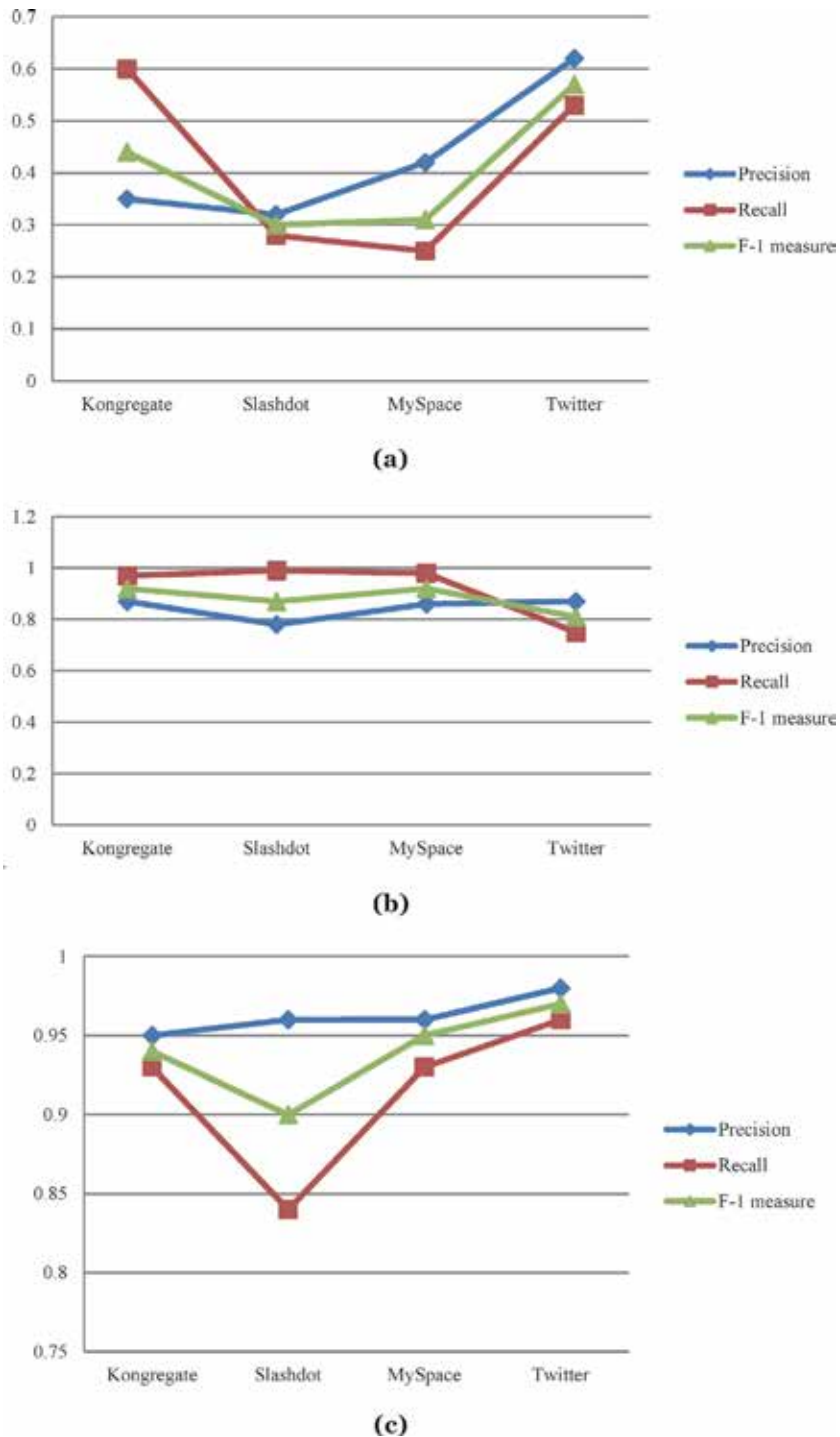 0.7
0.6
0.5
0.4
0.3
0.2
0.1
0
Kongregate Slashdot MySpace Twitter
Precision
Recall
F-1 measure
(a)
1.2
1
0.8
0.6
0.4
0.2
0
Kongregate Slashdot MySpace Twitter
Precision
Recall
F-1 measure
(b)
1
0.95
0.9
0.85
0.8
0.75
Kongregate Slashdot MySpace Twitter
Precision
Recall
F-1 measure
(c)